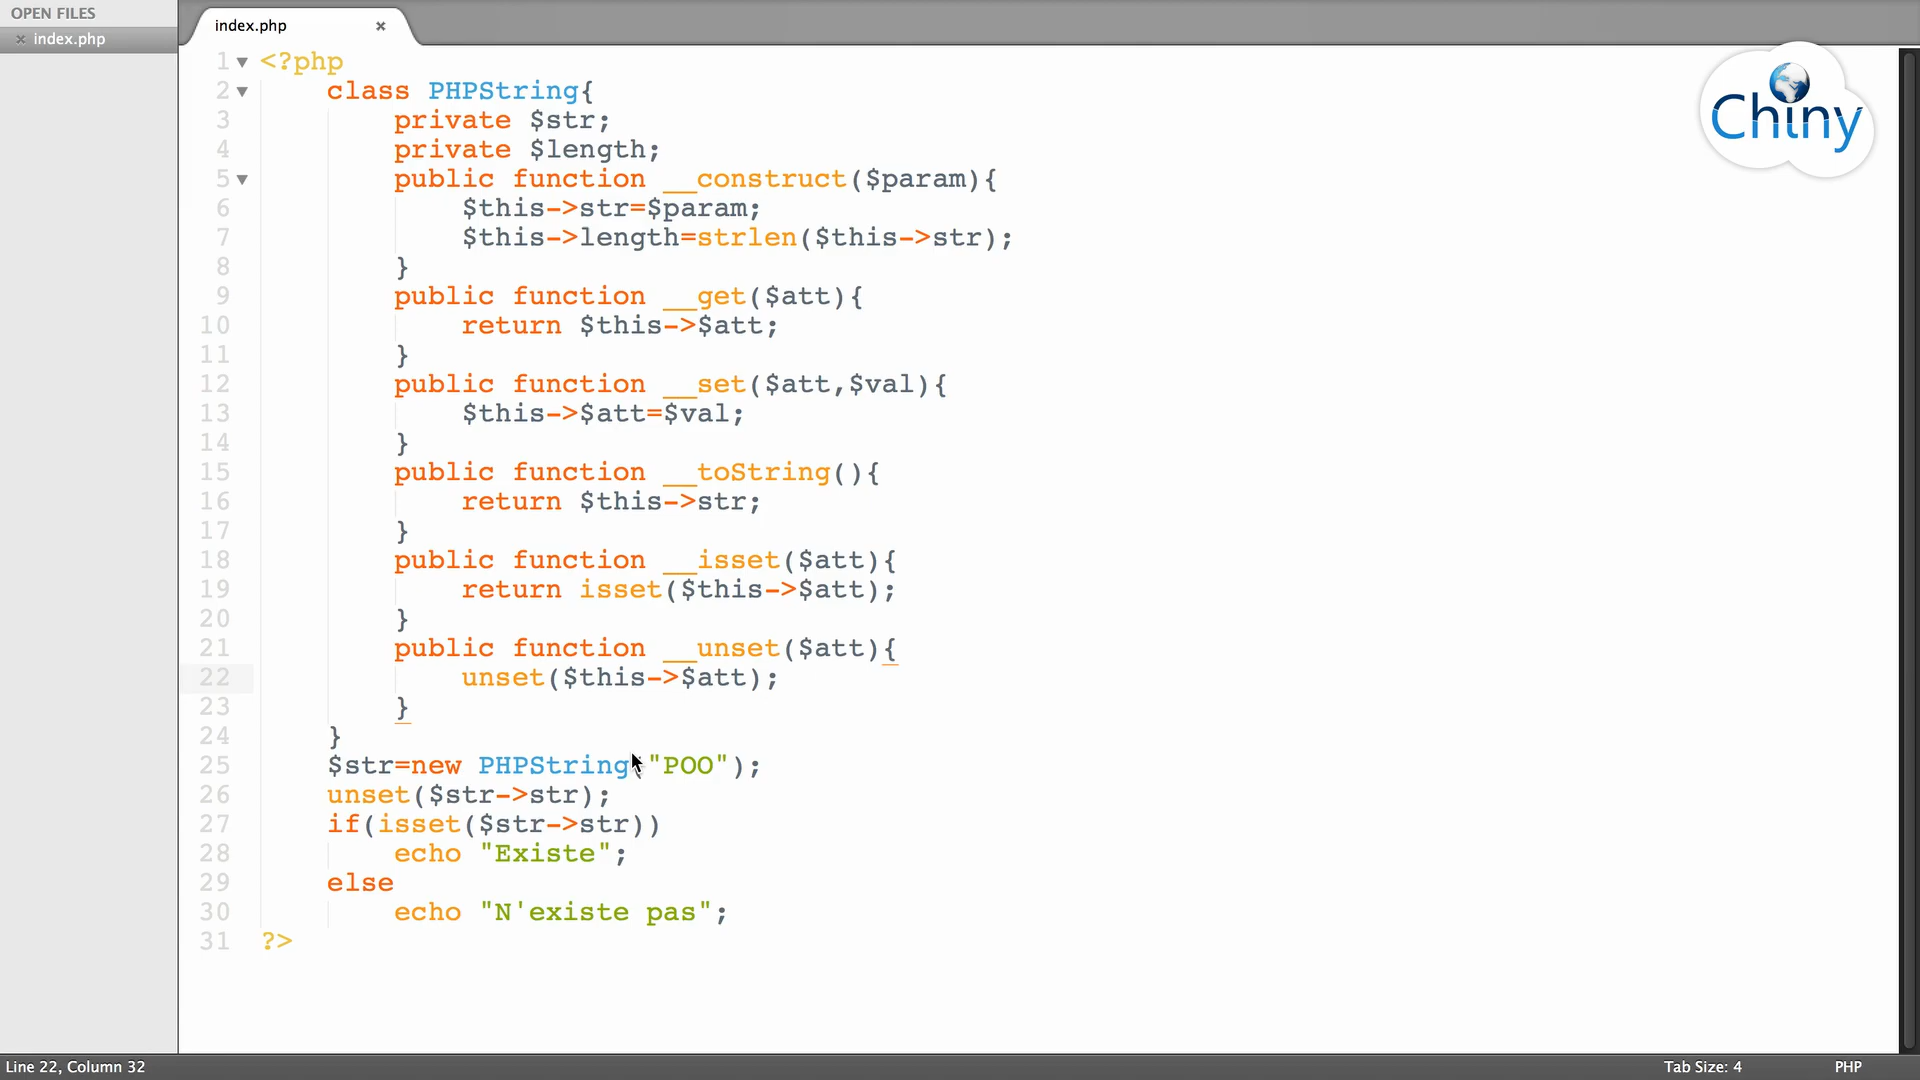 OPEN FILES
index.php
index.php
Chiny
1 <?php
2 class PHPString{
3 private $str;
4 private $length;
5 public function __construct($param){
6 $this->str=$param;
7 $this->length=strlen($this->str);
8 }
9 public function __get($att){
10 return $this->$att;
11 }
12 public function __set($att,$val){
13 $this->$att=$val;
14 }
15 public function __toString(){
16 return $this->str;
17 }
18 public function __isset($att){
19 return isset($this->$att);
20 }
21 public function __unset($att){
22 unset($this->$att);
23 }
24 }
25 $str=new PHPString("POO");
26 unset($str->str);
27 if(isset($str->str))
28 echo "Existe";
29 else
30 echo "N'existe pas";
31 ?>
Line 22, Column 32
Tab Size: 4
PHP